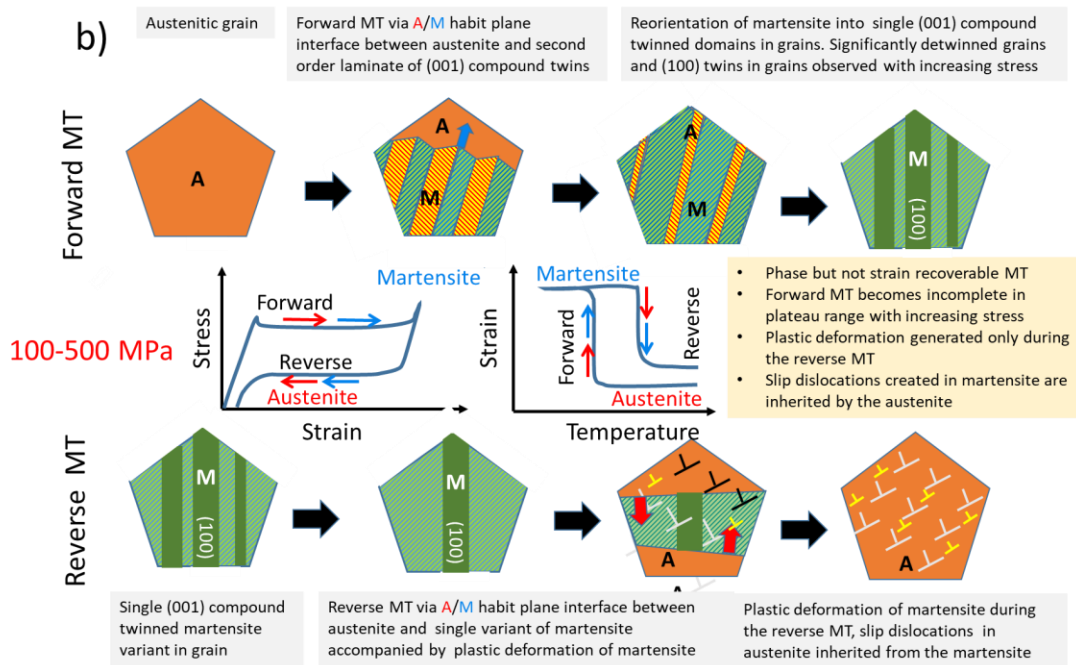 b)
Austenitic grain
Forward MT via A/M habit plane
interface between austenite and second
order laminate of (001) compound twins
Reorientation of martensite into single (001) compound
twinned domains in grains. Significantly detwinned grains
and (100) twins in grains observed with increasing stress
Forward MT
A
A
M
A
M
M
(100)
100-500 MPa
Stress
Forward
Martensite
Reverse
Austenite
Strain
Strain
Martensite
Forward
Reverse
Austenite
Temperature
• Phase but not strain recoverable MT
• Forward MT becomes incomplete in
plateau range with increasing stress
• Plastic deformation generated only during
the reverse MT
• Slip dislocations created in martensite are
inherited by the austenite
Reverse MT
M
(100)
M
(100)
A
A
A
Single (001) compound
twinned martensite
variant in grain
Reverse MT via A/M habit plane interface between
austenite and single variant of martensite
accompanied by plastic deformation of martensite
Plastic deformation of martensite during
the reverse MT, slip dislocations in
austenite inherited from the martensite